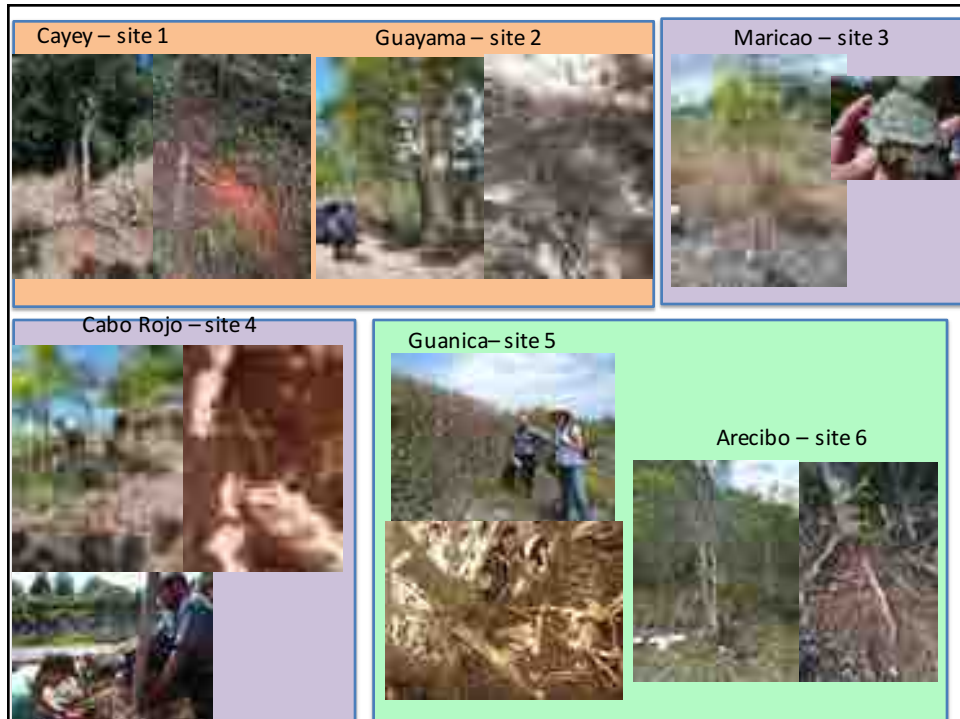 Cayey – site 1
Guayama – site 2
Maricao – site 3
Cabo Rojo – site 4
Guanica– site 5
Arecibo – site 6